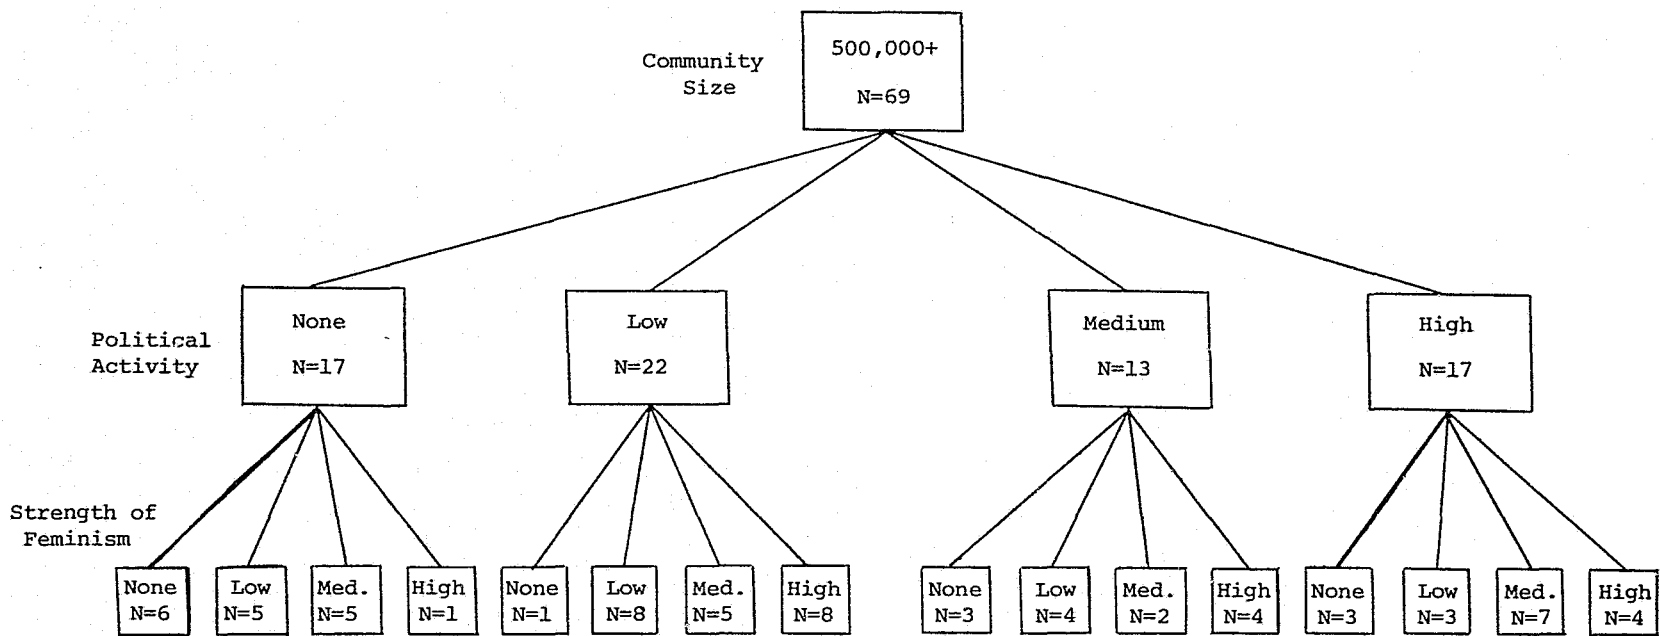 500,000+
Community
Size
N=69
None
Low
Medium
High
Political
Activity
N=17
N=22
N=13
N=17
Strength of
Feminism
None
N=6
Low
N=5
Med.
N=5
High
N=1
None
N=1
Low
N=8
Med.
N=5
High
N=8
None
N=3
Low
N=4
Med.
N=2
High
N=4
None
N=3
Low
N=3
Med.
N=7
High
N=4